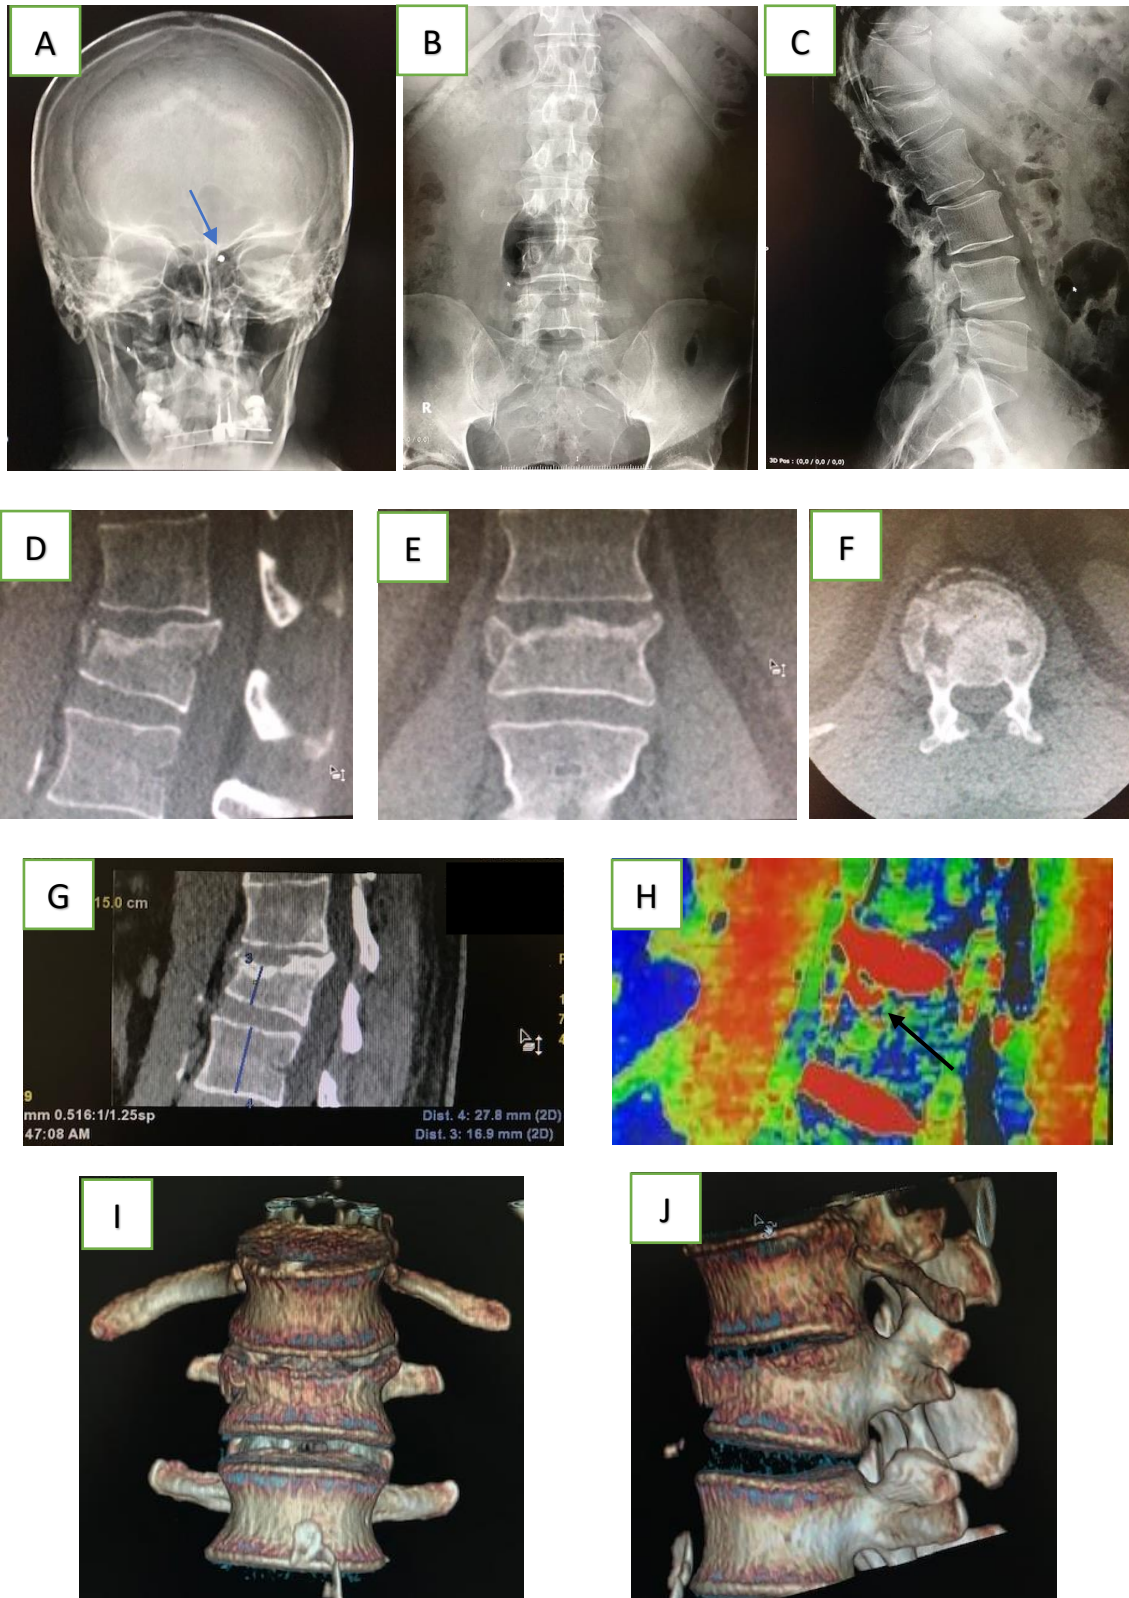 A
B
C
R
3D Pos : (0,0 / 0,0 / 0,0)
D
E
F
G
15.0 cm
3
9
mm 0.516:1/1.25sp
47:08 AM
Dist. 4: 27.8 mm (2D)
Dist. 3: 16.9 mm (2D)
H
I
J